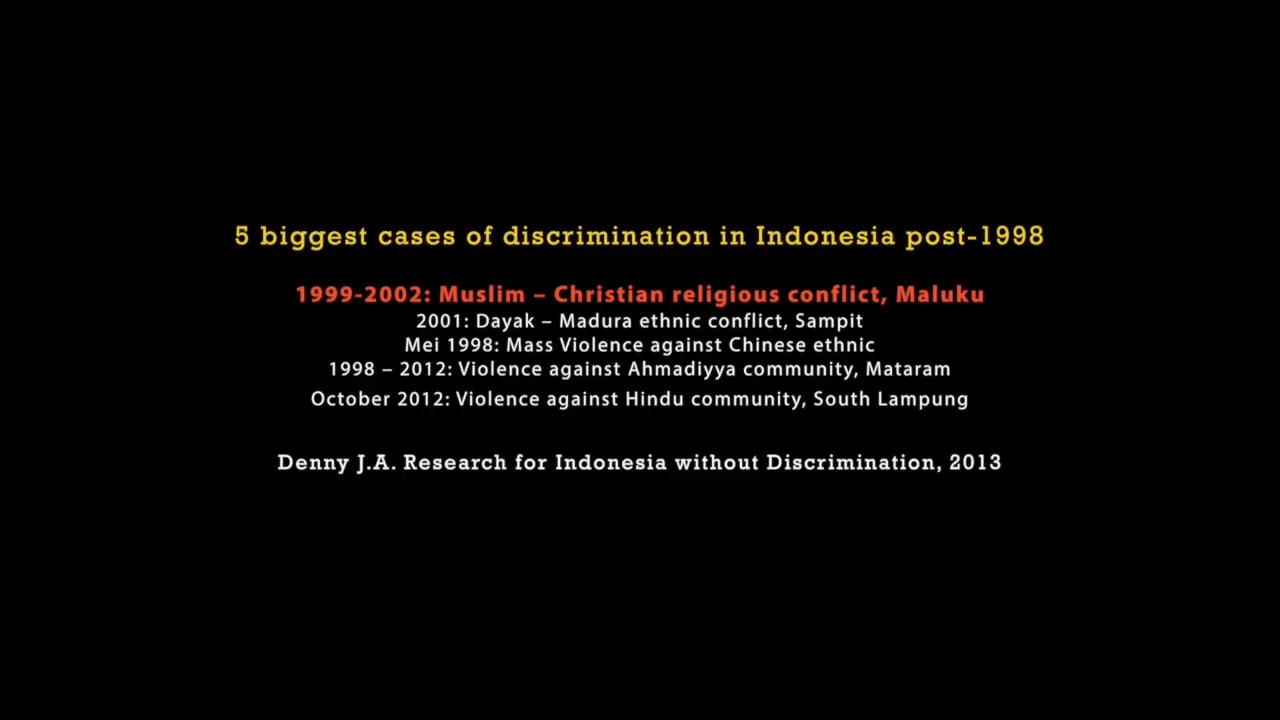 5 biggest cases of discrimination in Indonesia post-1998
1999-2002: Muslim – Christian religious conflict, Maluku
2001: Dayak – Madura ethnic conflict, Sampit
Mei 1998: Mass Violence against Chinese ethnic
1998 – 2012: Violence against Ahmadiyya community, Mataram
October 2012: Violence against Hindu community, South Lampung
Denny J.A. Research for Indonesia without Discrimination, 2013